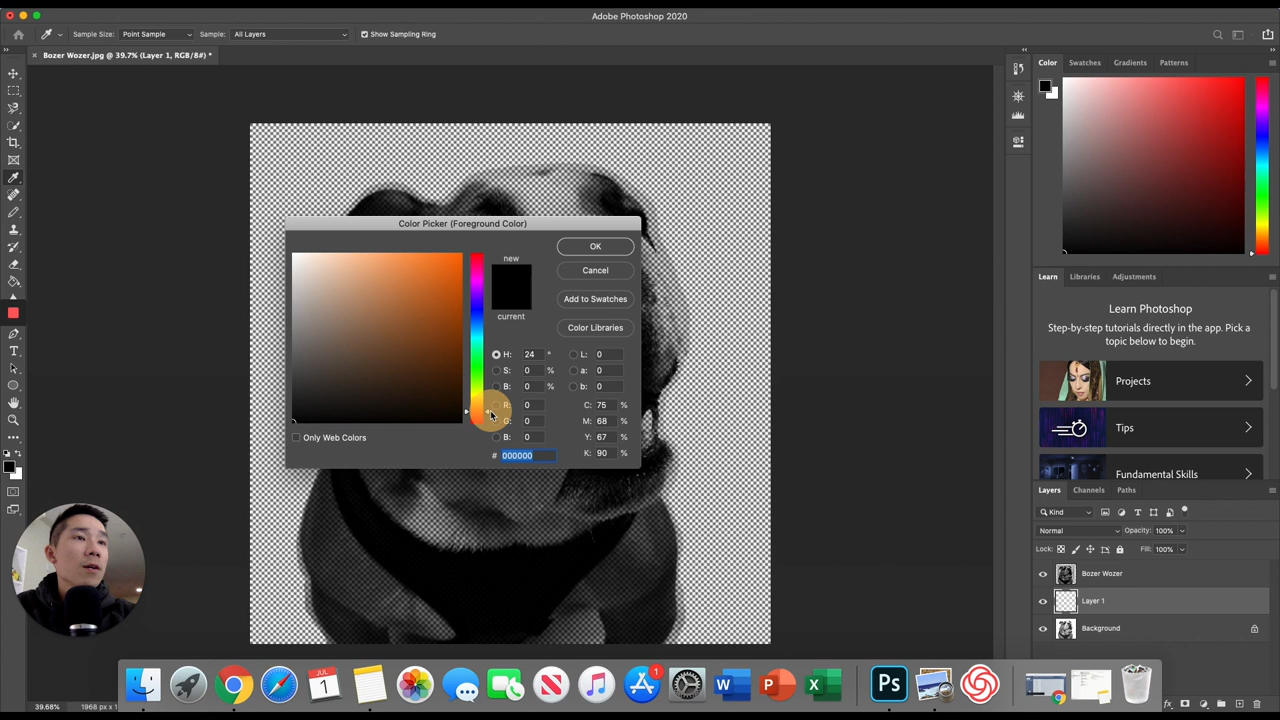 Adobe Photoshop 2020
Sample Size: Point Sample Sample: All Layers Show Sampling Ring
× Bozer Wozer.jpg @ 39.7% (Layer 1, RGB/8#) *
Color Swatches Gradients Patterns
Color Picker (Foreground Color)
new
current
OK
Cancel
Add to Swatches
Color Libraries
H: 24 ° L: 0
S: 0 % a: 0
B: 0 % b: 0
R: 0 C: 75 %
G: 0 M: 68 %
B: 0 Y: 67 %
# 000000 K: 90 %
Only Web Colors
Learn Libraries Adjustments
Learn Photoshop
Step-by-step tutorials directly in the app. Pick a
topic below to begin.
Projects
Tips
Fundamental Skills
Layers Channels Paths
Kind
Normal Opacity: 100%
Lock: Fill: 100%
Bozer Wozer
Layer 1
Background
39.68% 1968 px x 1
fx
JUL
1
1
W
P
X
Ps